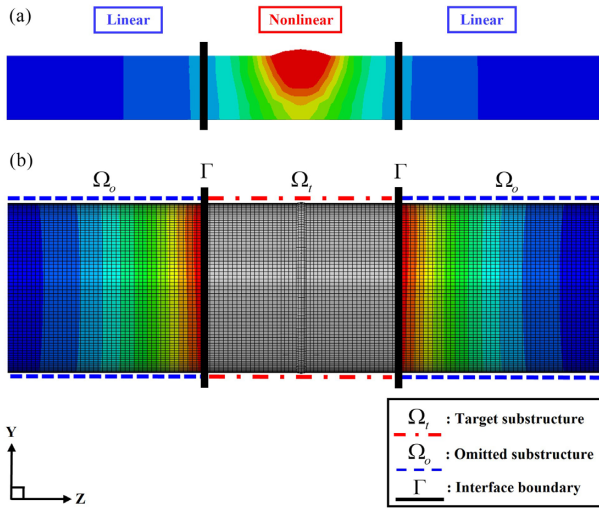 (a) Linear Nonlinear Linear
(b) Γ Γ
Ωₒ Ωₜ Ωₒ
Y
Z
Ωₜ : Target substructure
Ωₒ : Omitted substructure
Γ : Interface boundary